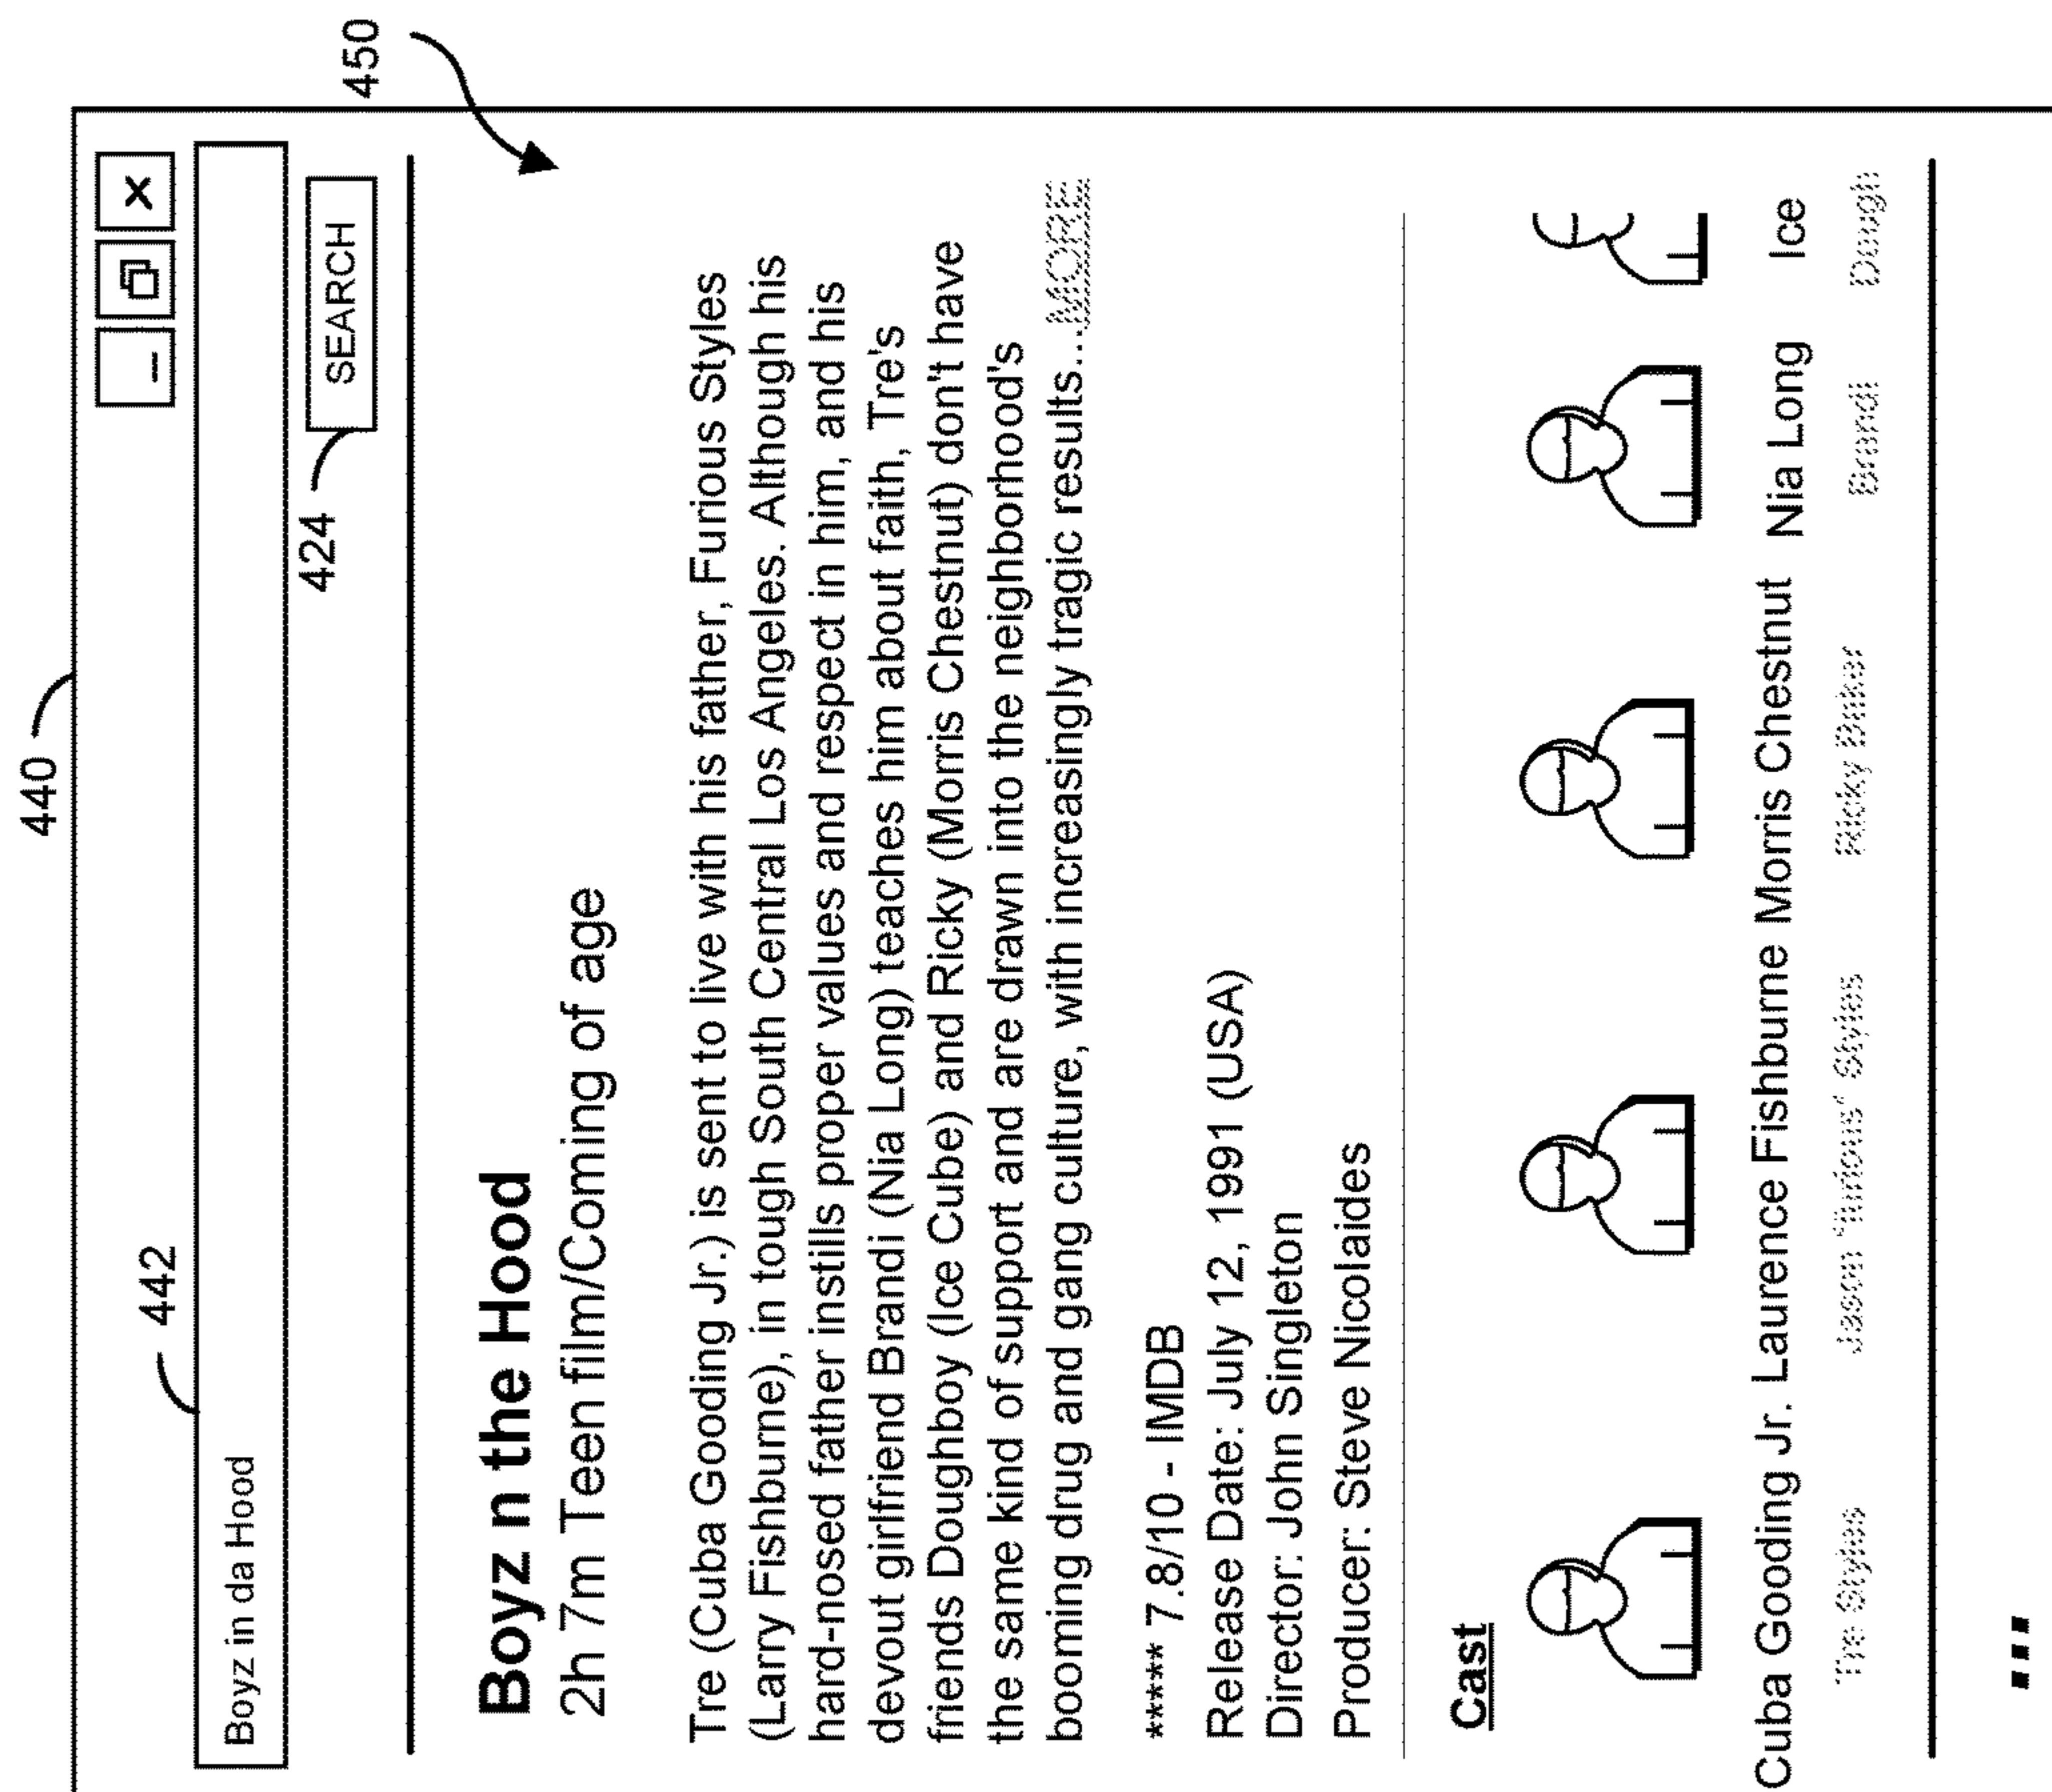 440
442
450
_
X
Boyz in da Hood
424
SEARCH
Boyz n the Hood
2h 7m Teen film/Coming of age
Tre (Cuba Gooding Jr.) is sent to live with his father, Furious Styles
(Larry Fishburne), in tough South Central Los Angeles. Although his
hard-nosed father instills proper values and respect in him, and his
devout girlfriend Brandi (Nia Long) teaches him about faith, Tre's
friends Doughboy (Ice Cube) and Ricky (Morris Chestnut) don't have
the same kind of support and are drawn into the neighborhood's
booming drug and gang culture, with increasingly tragic results...MORE
***** 7.8/10 - IMDB
Release Date: July 12, 1991 (USA)
Director: John Singleton
Producer: Steve Nicolaides
Cast
Cuba Gooding Jr. Laurence Fishburne Morris Chestnut Nia Long Ice
Tre Styles Jason "furious" Styles Ricky Baker Brandi Dough
...